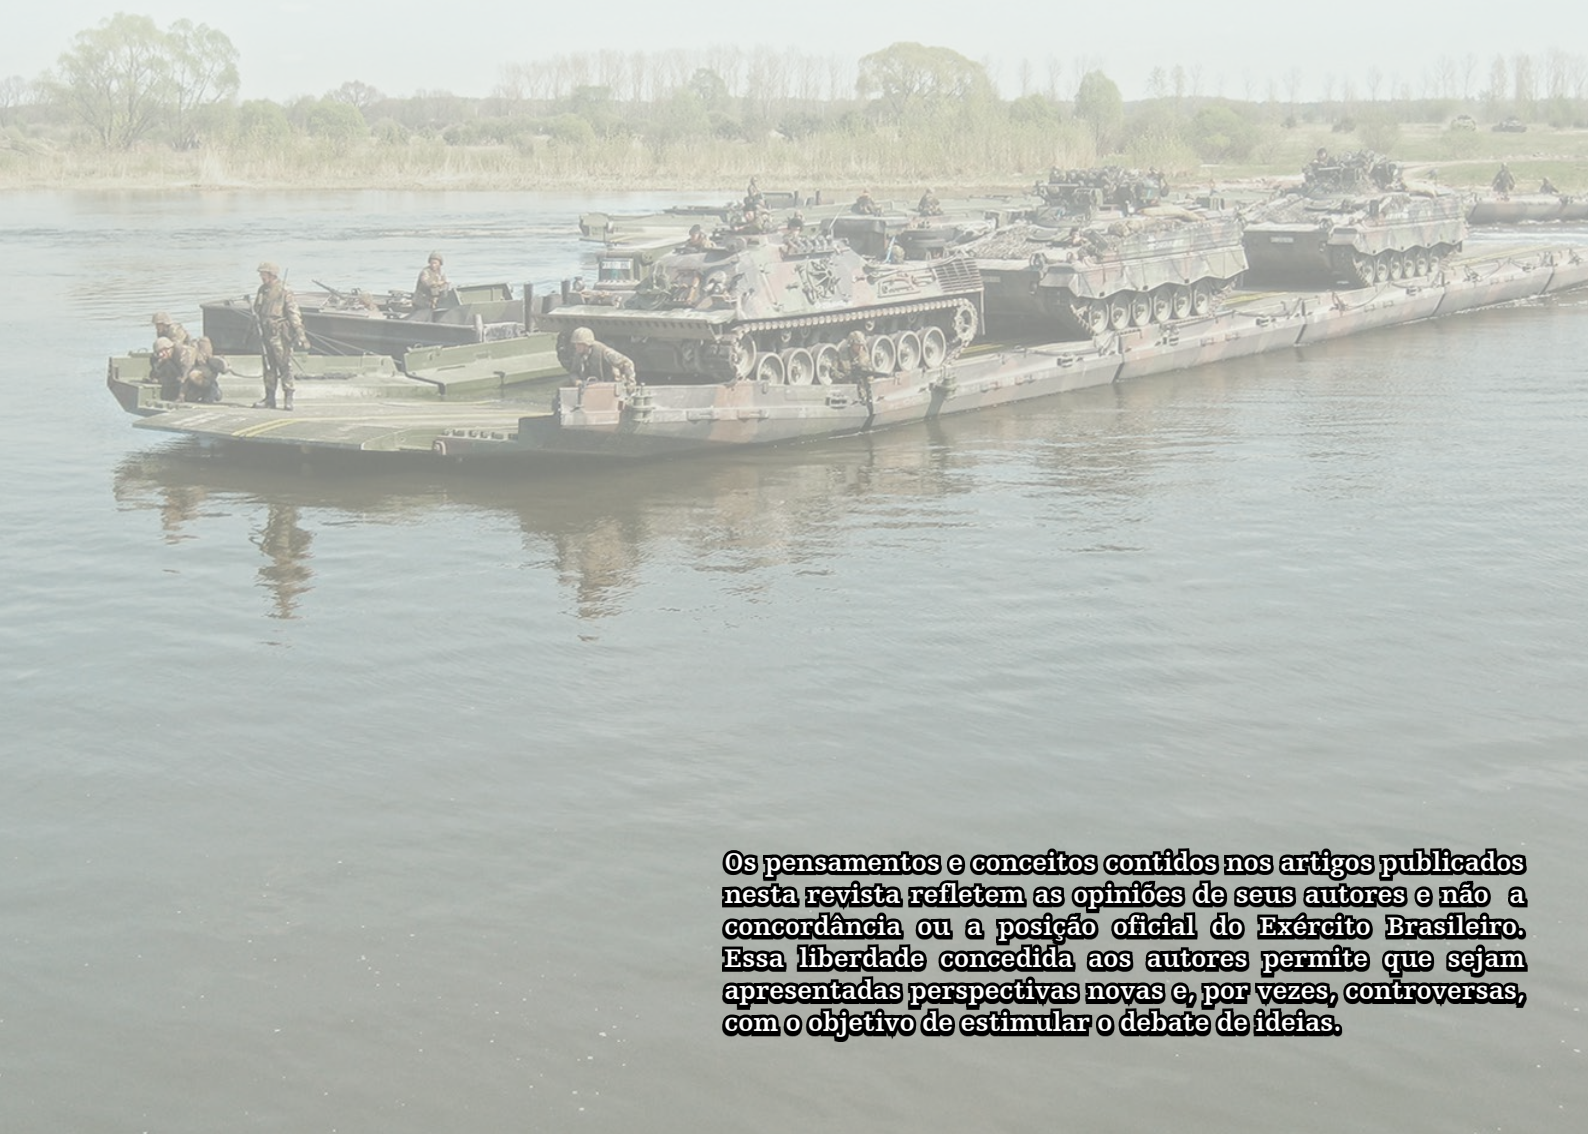 Os pensamentos e conceitos contidos nos artigos publicados
nesta revista refletem as opiniões de seus autores e não a
concordância ou a posição oficial do Exército Brasileiro.
Essa liberdade concedida aos autores permite que sejam
apresentadas perspectivas novas e, por vezes, controversas,
com o objetivo de estimular o debate de ideias.